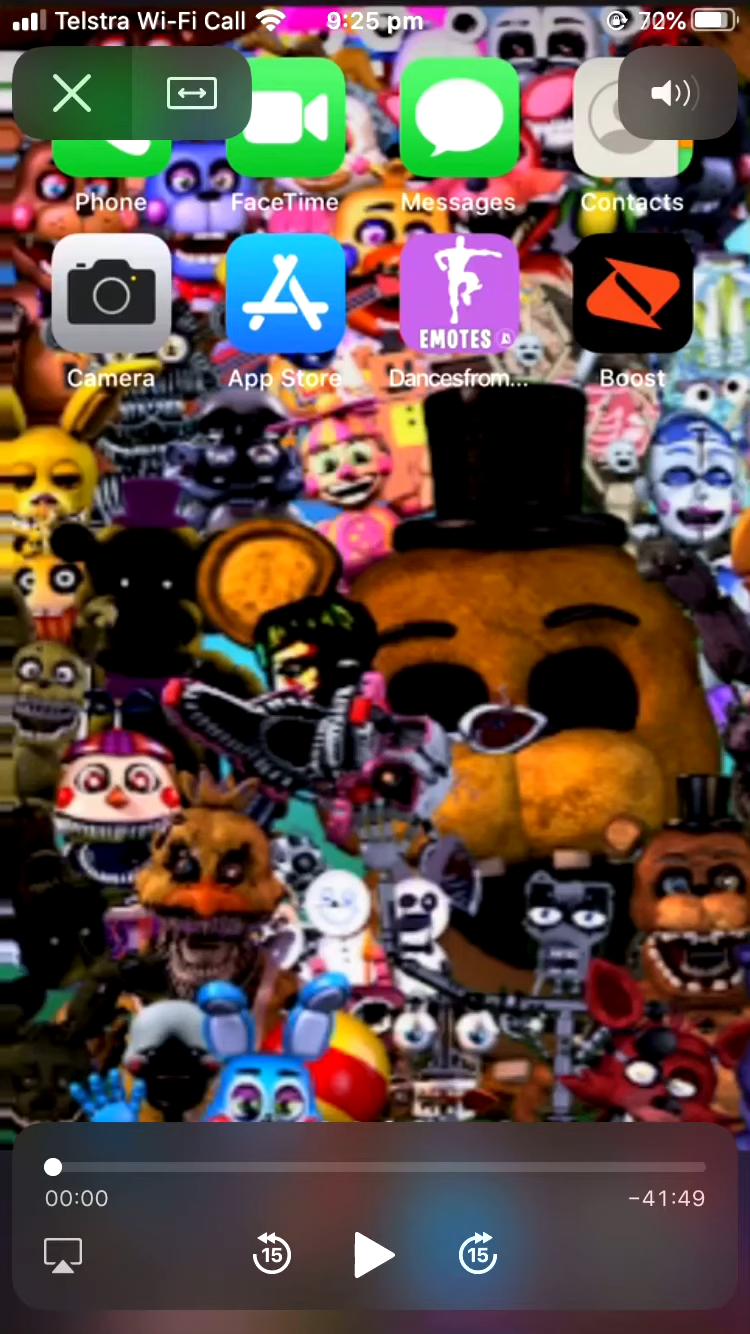 Telstra Wi-Fi Call 9:25 pm
Phone FaceTime Messages Contacts
EMOTES
Camera App Store Dancesfrom... Boost
00:00 −41:49
15 15